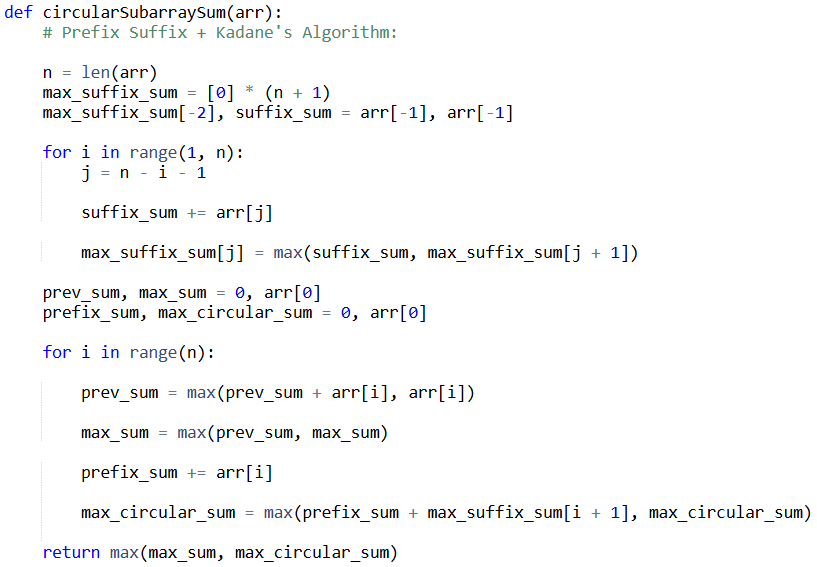 def circularSubarraySum(arr):
    # Prefix Suffix + Kadane's Algorithm:

    n = len(arr)
    max_suffix_sum = [0] * (n + 1)
    max_suffix_sum[-2], suffix_sum = arr[-1], arr[-1]

    for i in range(1, n):
        j = n - i - 1

        suffix_sum += arr[j]

        max_suffix_sum[j] = max(suffix_sum, max_suffix_sum[j + 1])

    prev_sum, max_sum = 0, arr[0]
    prefix_sum, max_circular_sum = 0, arr[0]

    for i in range(n):

        prev_sum = max(prev_sum + arr[i], arr[i])

        max_sum = max(prev_sum, max_sum)

        prefix_sum += arr[i]

        max_circular_sum = max(prefix_sum + max_suffix_sum[i + 1], max_circular_sum)

    return max(max_sum, max_circular_sum)